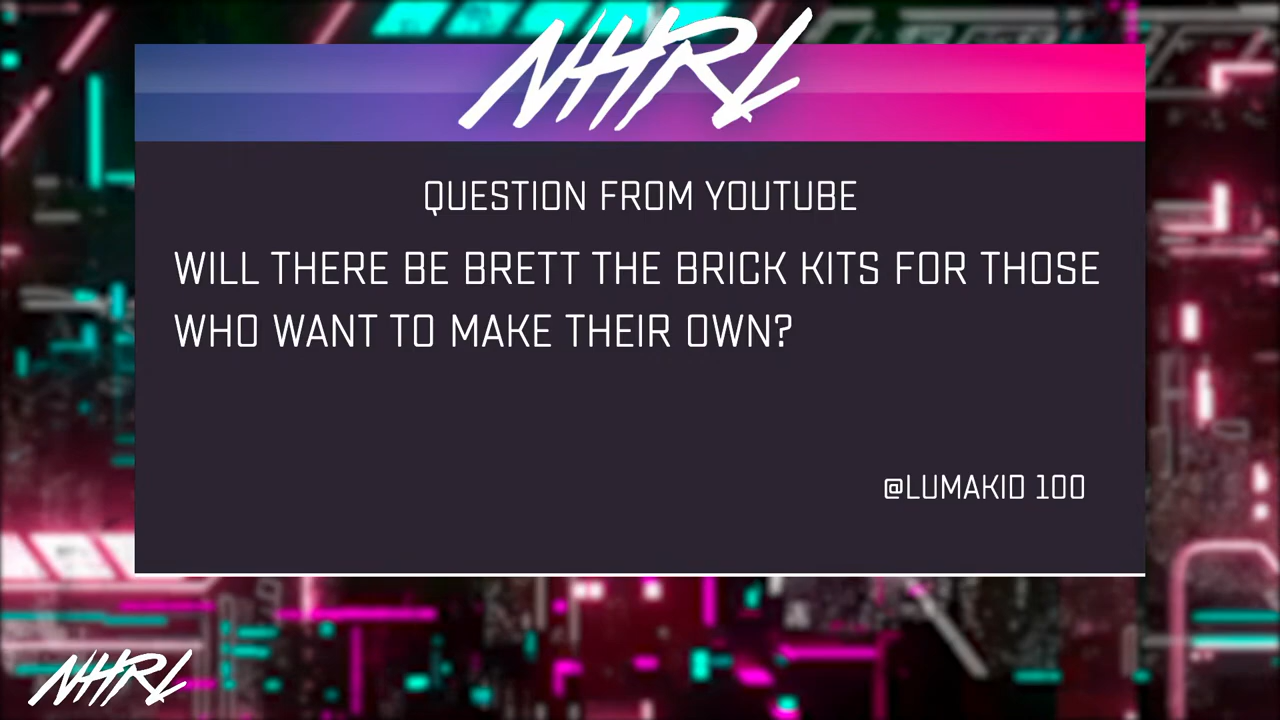 NHRL
QUESTION FROM YOUTUBE
WILL THERE BE BRETT THE BRICK KITS FOR THOSE
WHO WANT TO MAKE THEIR OWN?
@LUMAKID 100
NHRL